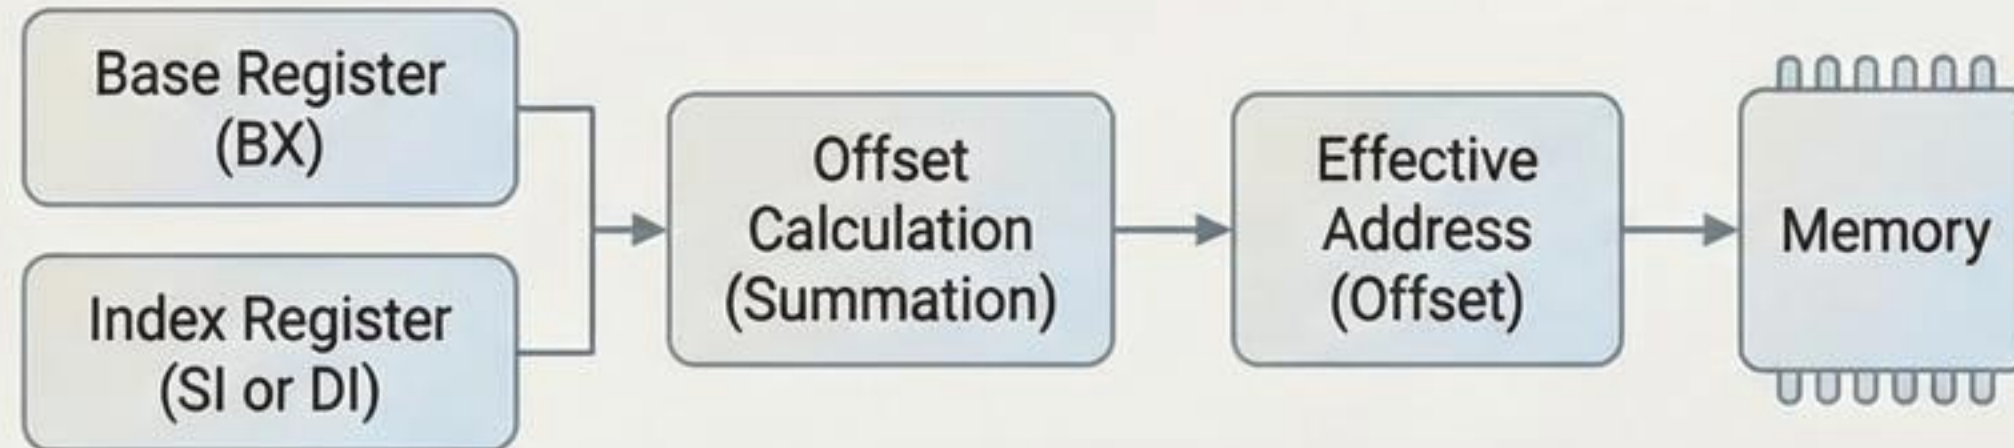 Base Register
(BX)
Index Register
(SI or DI)
Offset
Calculation
(Summation)
Effective
Address
(Offset)
Memory